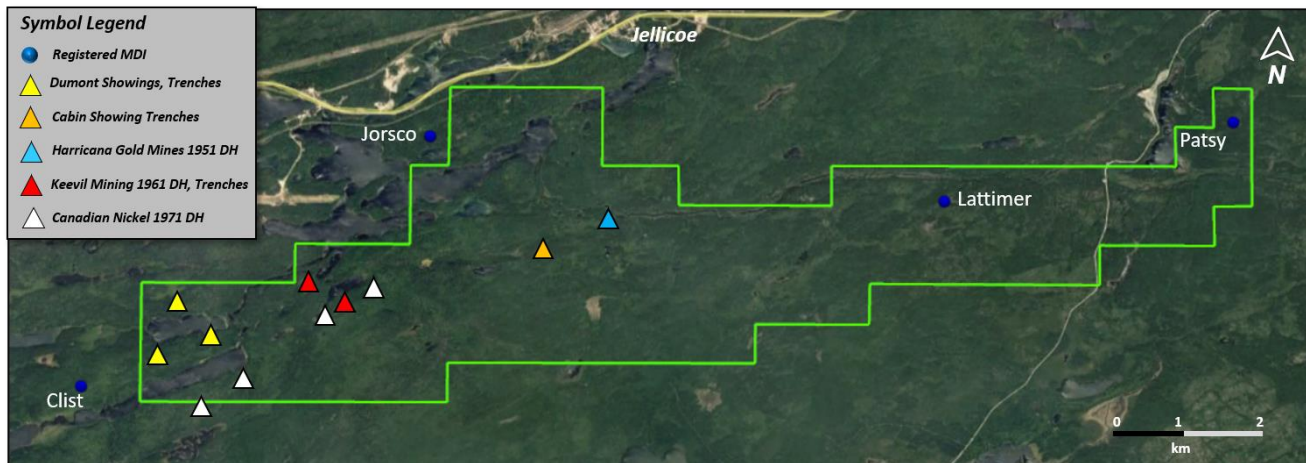 Symbol Legend
Registered MDI
Dumont Showings, Trenches
Cabin Showing Trenches
Harricana Gold Mines 1951 DH
Keevil Mining 1961 DH, Trenches
Canadian Nickel 1971 DH
Jellicoe
N
Jorsco
Patsy
Lattimer
Clist
0 1 2
km